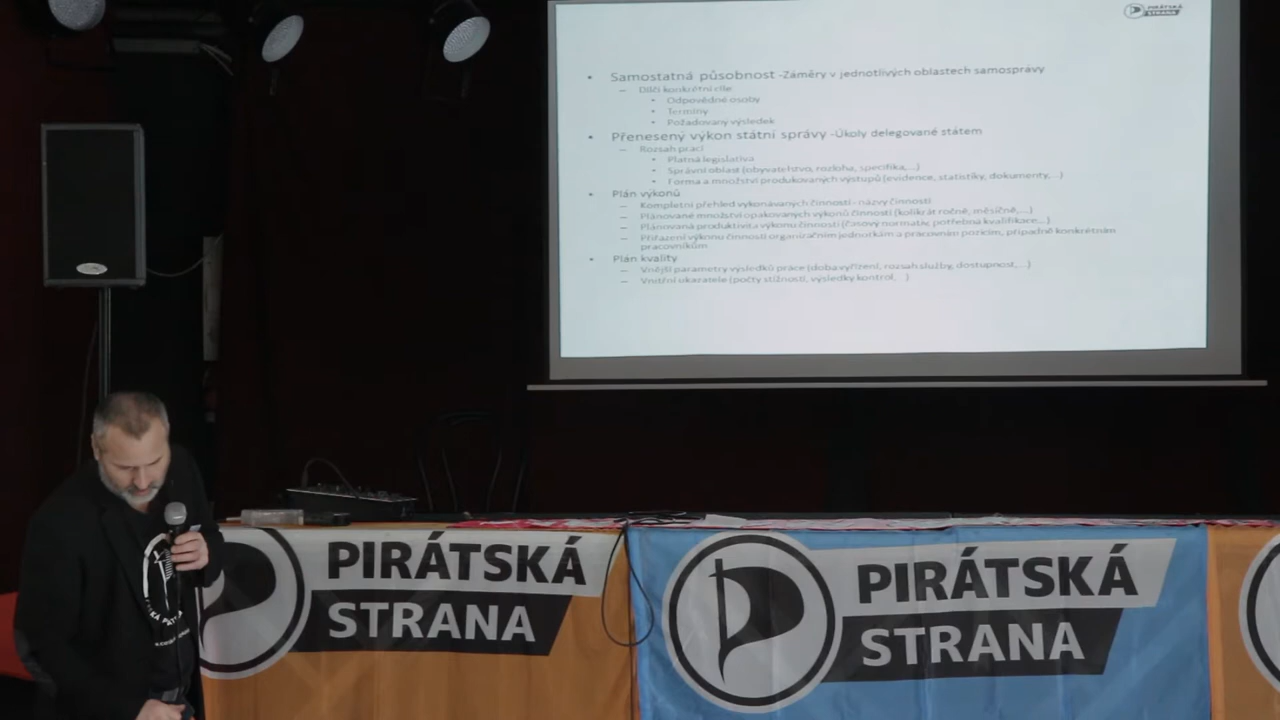 PIRÁTSKÁ
STRANA
• Samostatná působnost -Záměry v jednotlivých oblastech samosprávy
– Dílčí konkrétní cíle
• Odpovědné osoby
• Termíny
• Požadovaný výsledek
• Přenesený výkon státní správy -Úkoly delegované státem
– Rozsah prací
• Platná legislativa
• Správní oblast (obyvatelstvo, rozloha, specifika,...)
• Forma a množství produkovaných výstupů (evidence, statistiky, dokumenty,...)
• Plán výkonů
– Kompletní přehled vykonávaných činností - názvy činností
– Plánované množství opakovaných výkonů činností (kolikrát ročně, měsíčně,...)
– Plánovaná produktivita výkonu činností (časový normativ, potřebná kvalifikace...)
– Přiřazení výkonu činností organizačním jednotkám a pracovním pozicím, případně konkrétním
pracovníkům
• Plán kvality
– Vnější parametry výsledků práce (doba vyřízení, rozsah služby, dostupnost,...)
– Vnitřní ukazatele (počty stížností, výsledky kontrol,...)
PIRÁTSKÁ
STRANA
PIRÁTSKÁ
STRANA